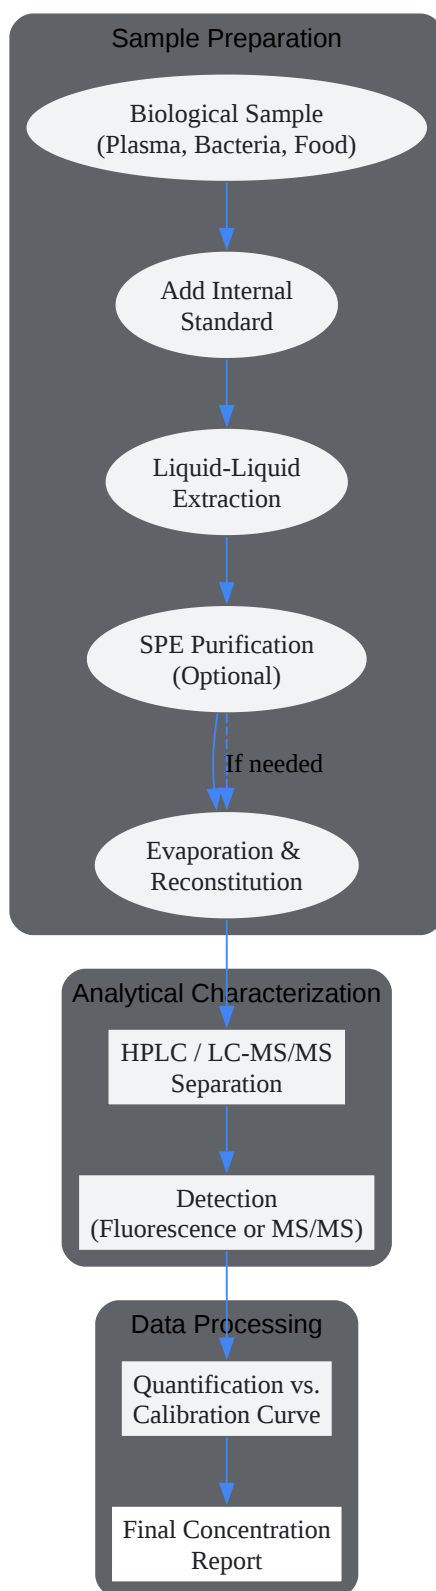 Sample Preparation
Biological Sample
(Plasma, Bacteria, Food)
Add Internal
Standard
Liquid-Liquid
Extraction
SPE Purification
(Optional)
If needed
Evaporation &
Reconstitution
Analytical Characterization
HPLC / LC-MS/MS
Separation
Detection
(Fluorescence or MS/MS)
Data Processing
Quantification vs.
Calibration Curve
Final Concentration
Report